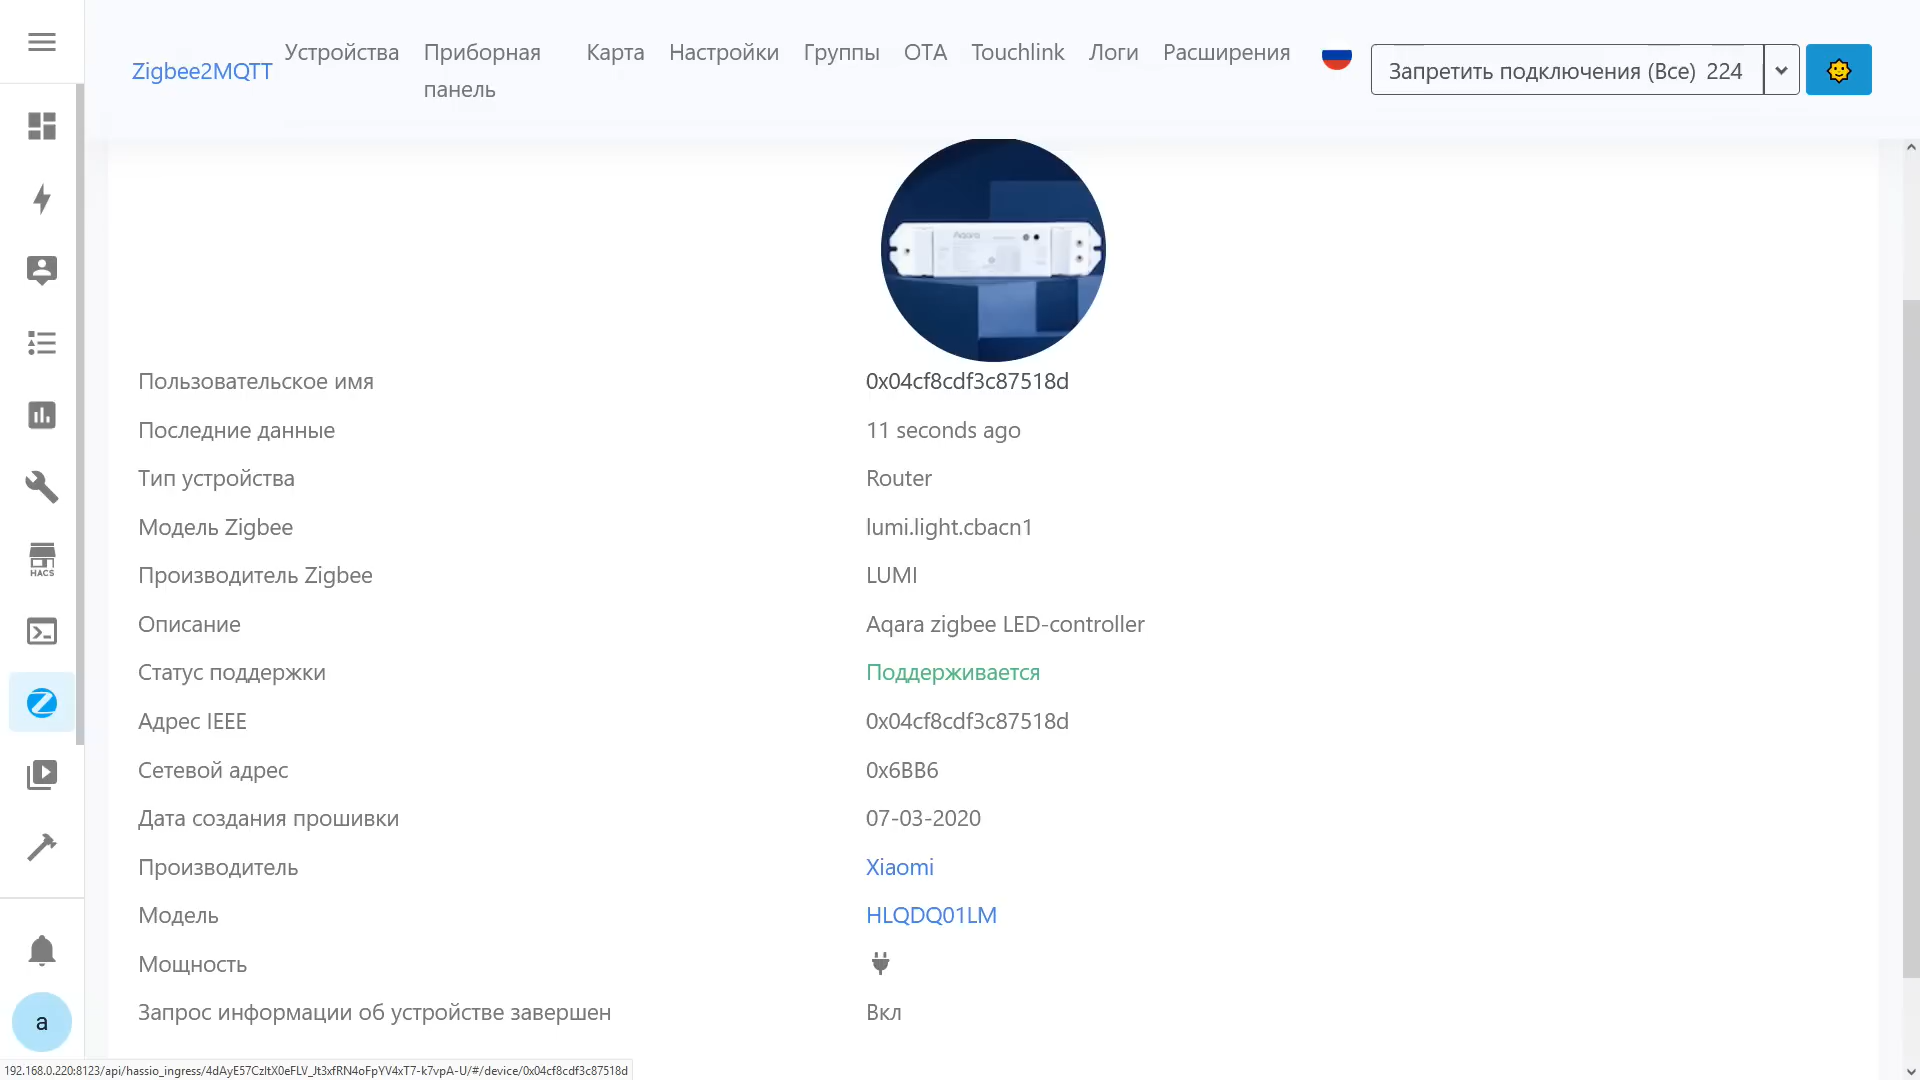 Zigbee2MQTT
Устройства
Приборная
панель
Карта
Настройки
Группы
OTA
Touchlink
Логи
Расширения
Запретить подключения (Все) 224
Aqara
HACS
Пользовательское имя 0x04cf8cdf3c87518d
Последние данные 11 seconds ago
Тип устройства Router
Модель Zigbee lumi.light.cbacn1
Производитель Zigbee LUMI
Описание Aqara zigbee LED-controller
Статус поддержки Поддерживается
Адрес IEEE 0x04cf8cdf3c87518d
Сетевой адрес 0x6BB6
Дата создания прошивки 07-03-2020
Производитель Xiaomi
Модель HLQDQ01LM
Мощность
Запрос информации об устройстве завершен Вкл
a
192.168.0.220:8123/api/hassio_ingress/4dAyE57CzltX0eFLV_Jt3xfRN4oFpYV4xT7-k7vpA-U/#/device/0x04cf8cdf3c87518d